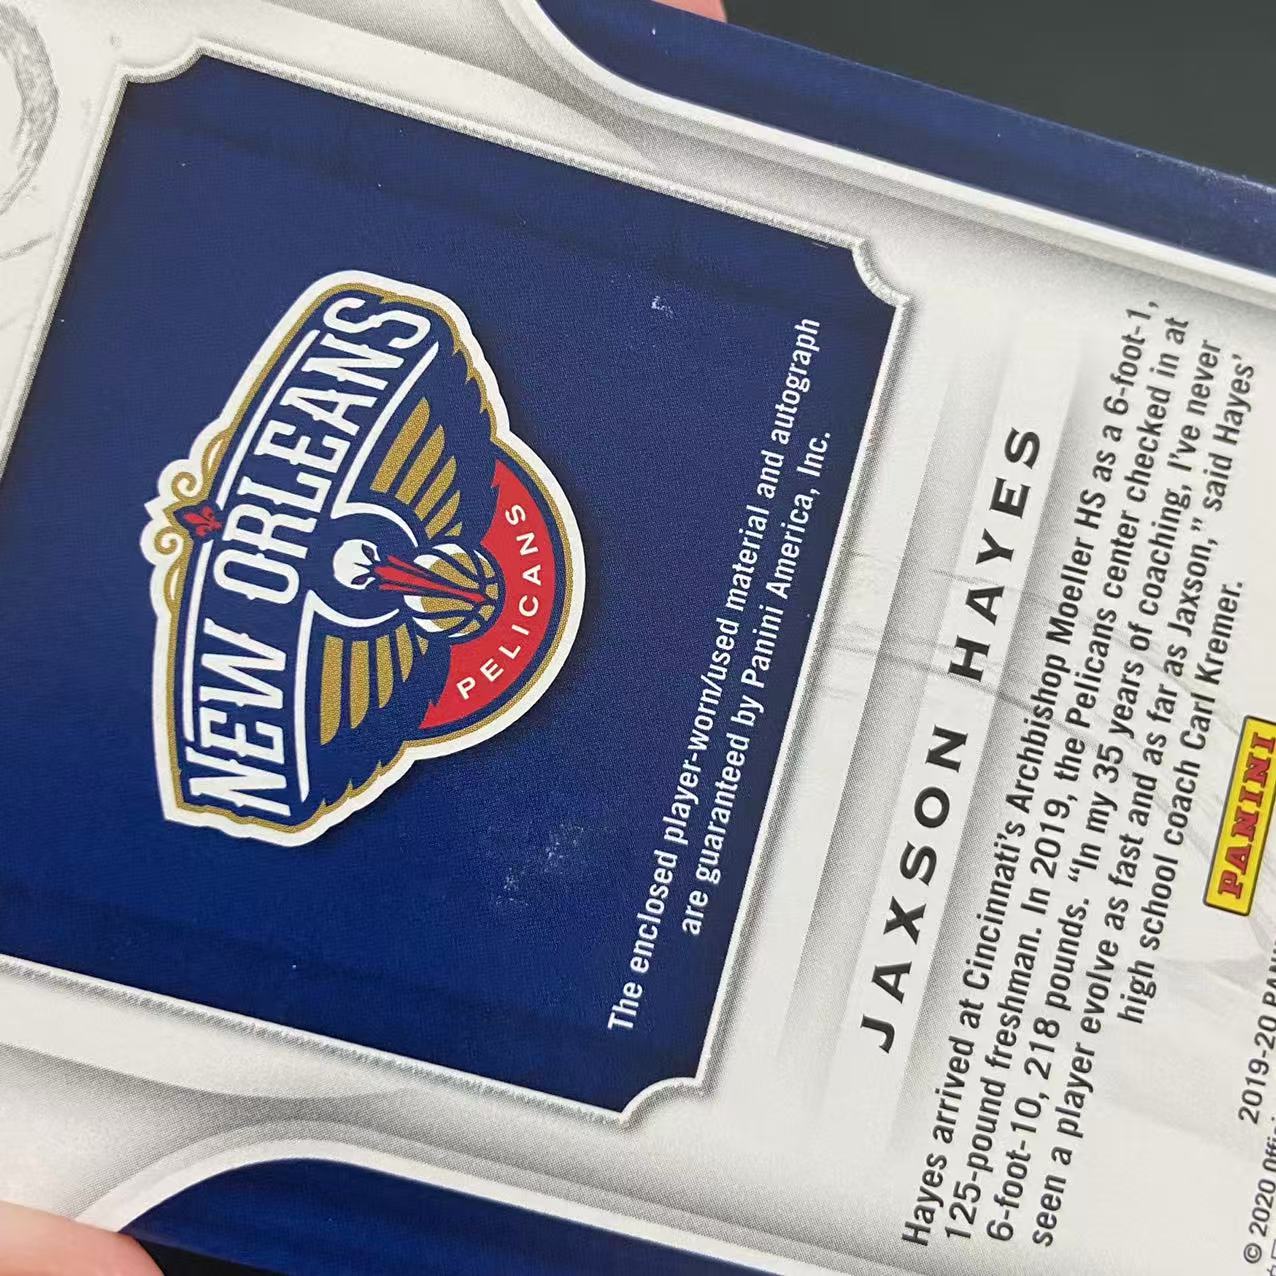 NEW ORLEANS
PELICANS
The enclosed player-worn/used material and autograph
are guaranteed by Panini America, Inc.
JAXSON HAYES
Hayes arrived at Cincinnati's Archbishop Moeller HS as a 6-foot-1,
125-pound freshman. In 2019, the Pelicans center checked in at
6-foot-10, 218 pounds. “In my 35 years of coaching, I've never
seen a player evolve as fast and as far as Jaxson,” said Hayes'
high school coach Carl Kremer.
PANINI
2019-20
© 2020